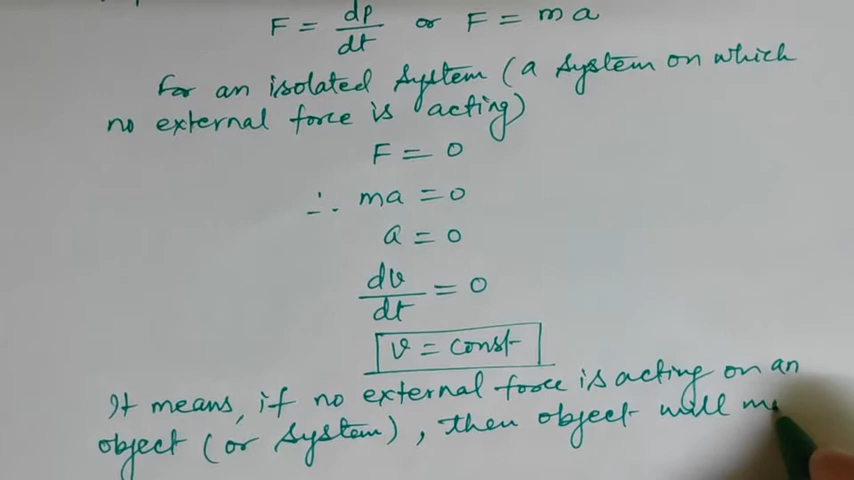 F = dp/dt or F = ma
For an isolated system (a system on which
no external force is acting)
F = 0
∴ ma = 0
a = 0
dv/dt = 0
v = const
It means, if no external force is acting on an
object (or system), then object will